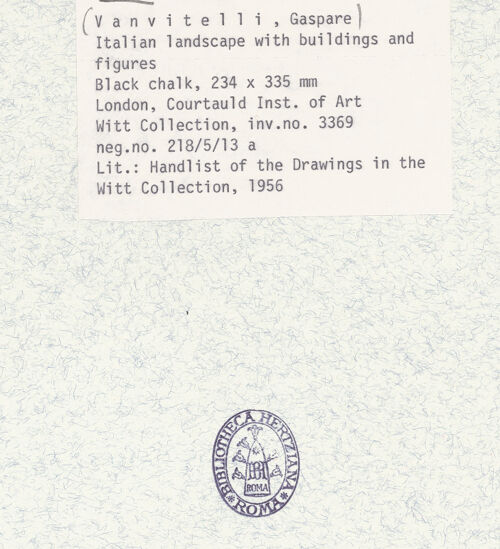 (V a n v i t e l l i , Gaspare)
Italian landscape with buildings and
figures
Black chalk, 234 x 335 mm
London, Courtauld Inst. of Art
Witt Collection, inv.no. 3369
neg.no. 218/5/13 a
Lit.: Handlist of the Drawings in the
Witt Collection, 1956
BIBLIOTHECA HERTZIANA
BH
ROMA
*ROMA*